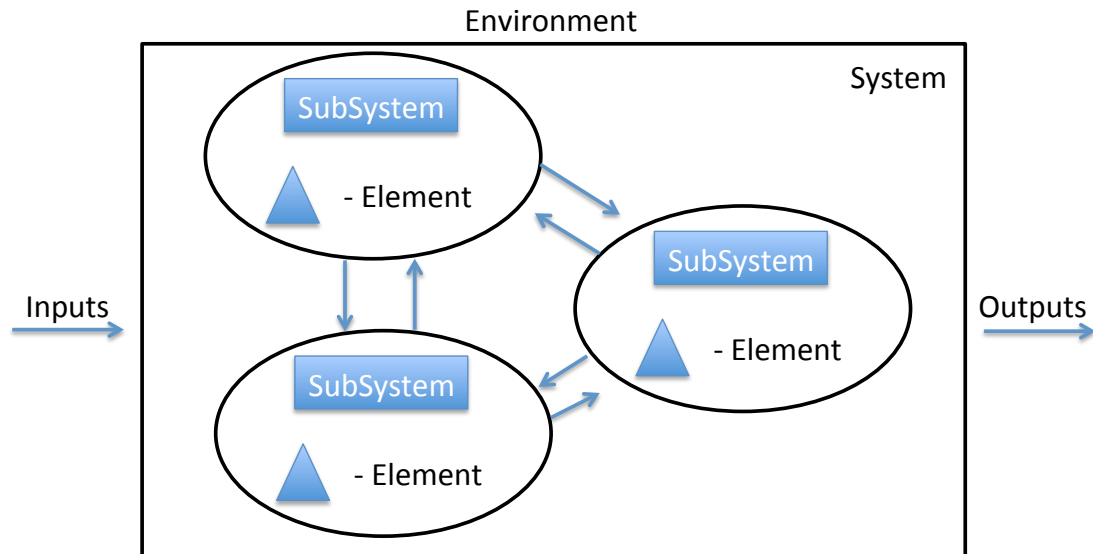 Environment
System
SubSystem
- Element
SubSystem
- Element
Inputs
Outputs
SubSystem
- Element